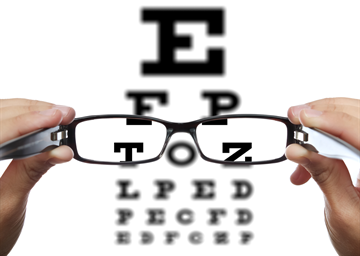 E
F P
T O Z
L P E D
P E C F D
E D F C Z P